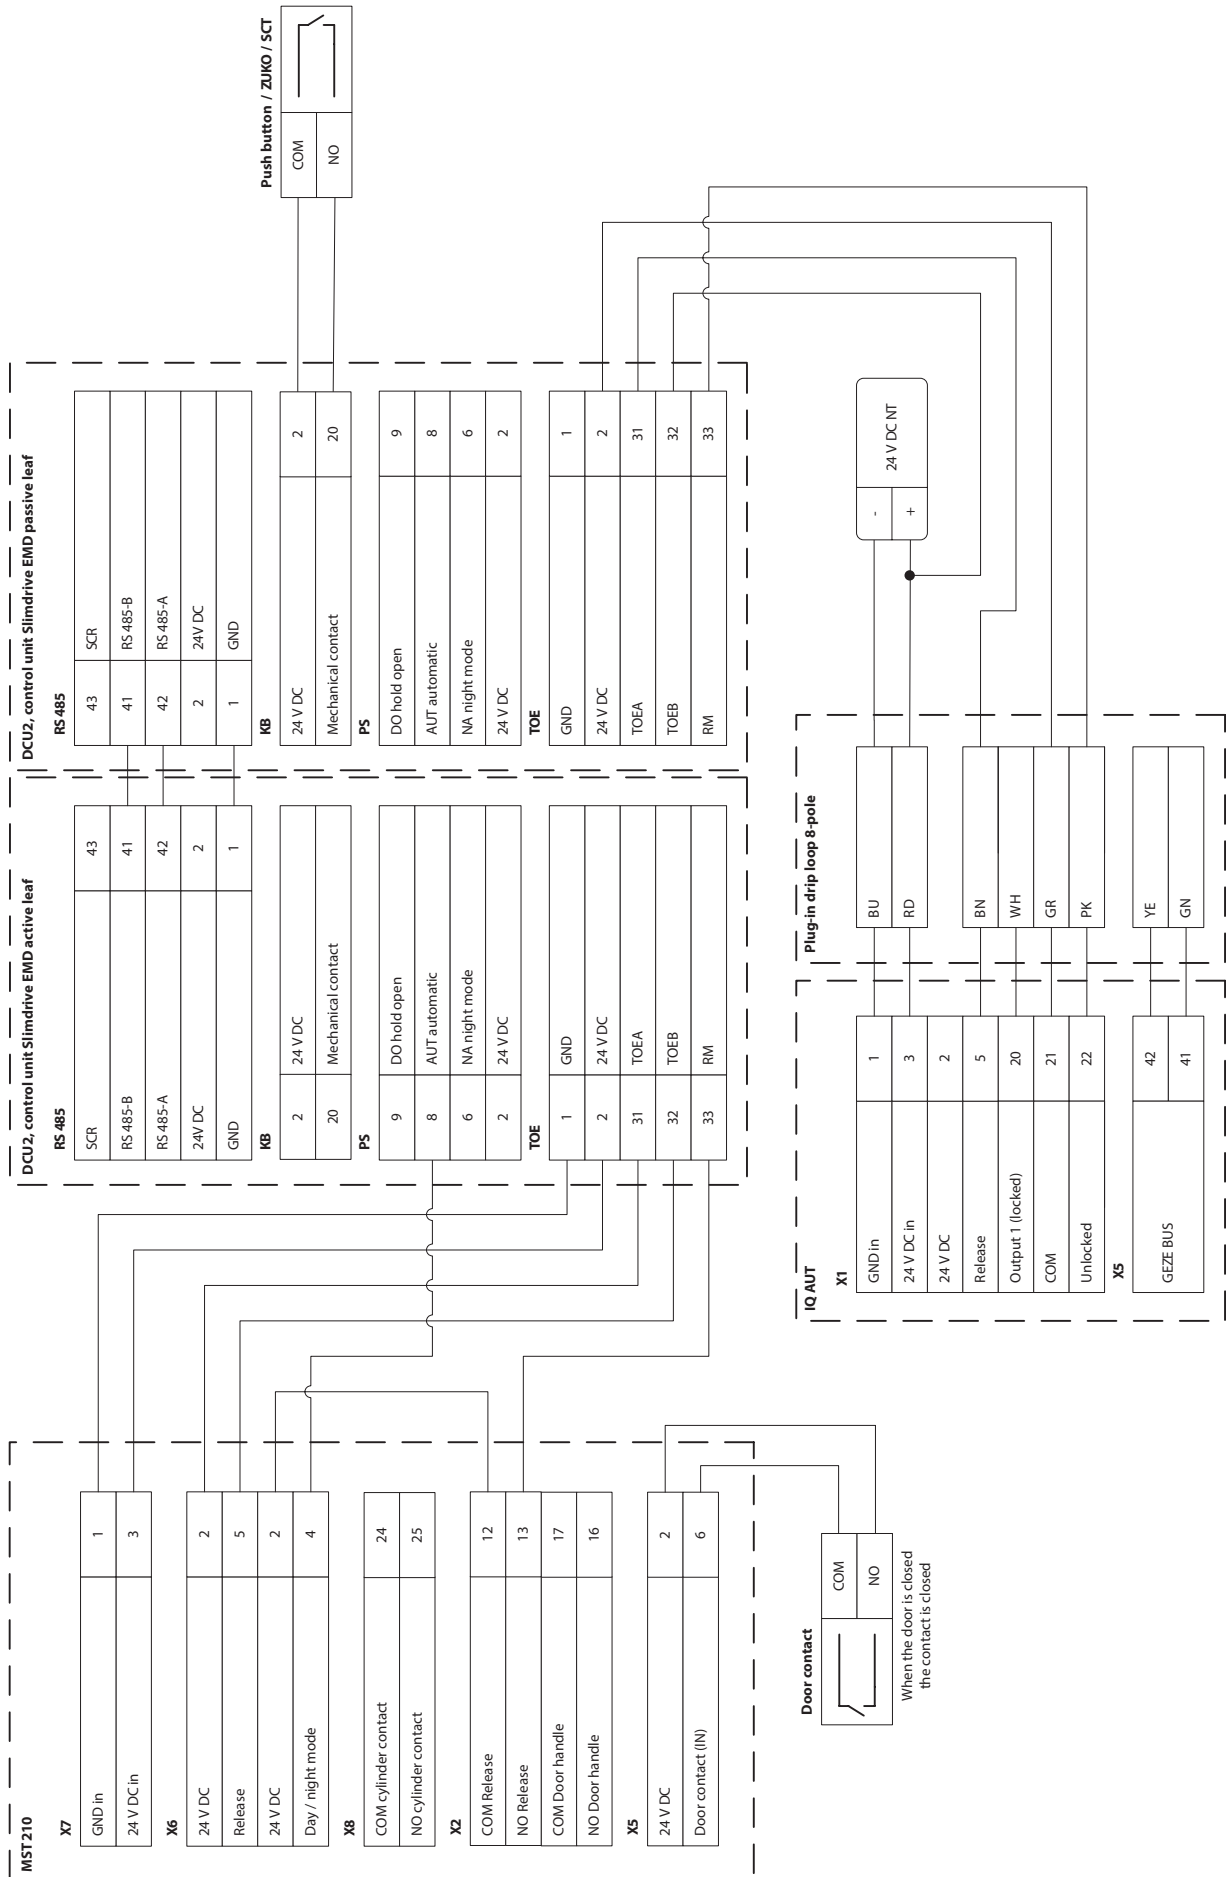 MST 210
X7
GND in 1
24 V DC in 3
X6
24 V DC 2
Release 5
24 V DC 2
Day / night mode 4
X8
COM cylinder contact 24
NO cylinder contact 25
X2
COM Release 12
NO Release 13
COM Door handle 17
NO Door handle 16
X5
24 V DC 2
Door contact (IN) 6
Door contact
COM
NO
When the door is closed
the contact is closed
DCU2, control unit Slimdrive EMD active leaf
RS 485
SCR 43
RS 485-B 41
RS 485-A 42
24V DC 2
GND 1
KB
2 24 V DC
20 Mechanical contact
PS
9 DO hold open
8 AUT automatic
6 NA night mode
2 24 V DC
TOE
1 GND
2 24 V DC
31 TOEA
32 TOEB
33 RM
DCU2, control unit Slimdrive EMD passive leaf
RS 485
43 SCR
41 RS 485-B
42 RS 485-A
2 24V DC
1 GND
KB
24 V DC 2
Mechanical contact 20
PS
DO hold open 9
AUT automatic 8
NA night mode 6
24 V DC 2
TOE
GND 1
24 V DC 2
TOEA 31
TOEB 32
RM 33
Push button / ZUKO / SCT
COM
NO
IQ AUT
X1
GND in 1
24 V DC in 3
24 V DC 2
Release 5
Output 1 (locked) 20
COM 21
Unlocked 22
X5
GEZE BUS
42
41
Plug-in drip loop 8-pole
BU
RD
BN
WH
GR
PK
YE
GN
-
+
24 V DC NT